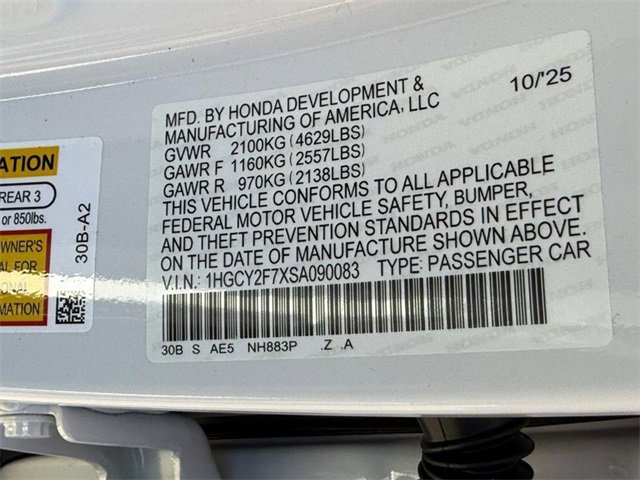 10/'25
MFD. BY HONDA DEVELOPMENT &
MANUFACTURING OF AMERICA, LLC
GVWR 2100KG (4629LBS)
GAWR F 1160KG (2557LBS)
GAWR R 970KG (2138LBS)
THIS VEHICLE CONFORMS TO ALL APPLICABLE
FEDERAL MOTOR VEHICLE SAFETY, BUMPER,
AND THEFT PREVENTION STANDARDS IN EFFECT
ON THE DATE OF MANUFACTURE SHOWN ABOVE.
V.I.N.: 1HGCY2F7XSA090083 TYPE: PASSENGER CAR
30B S AE5 NH883P .Z .A
REAR 3
or 850lbs.
30B-A2